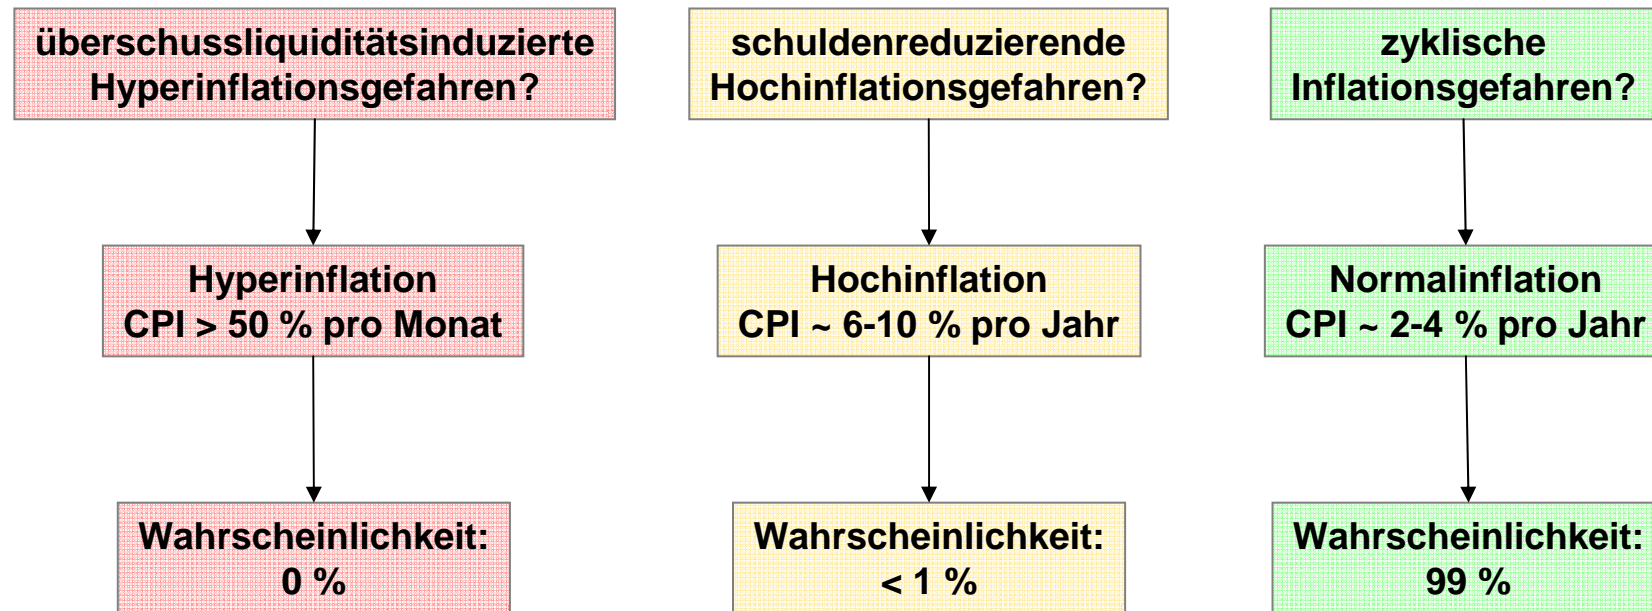 überschussliquiditätsinduzierte
Hyperinflationsgefahren?
schuldenreduzierende
Hochinflationsgefahren?
zyklische
Inflationsgefahren?
Hyperinflation
CPI > 50 % pro Monat
Hochinflation
CPI ~ 6-10 % pro Jahr
Normalinflation
CPI ~ 2-4 % pro Jahr
Wahrscheinlichkeit:
0 %
Wahrscheinlichkeit:
< 1 %
Wahrscheinlichkeit:
99 %